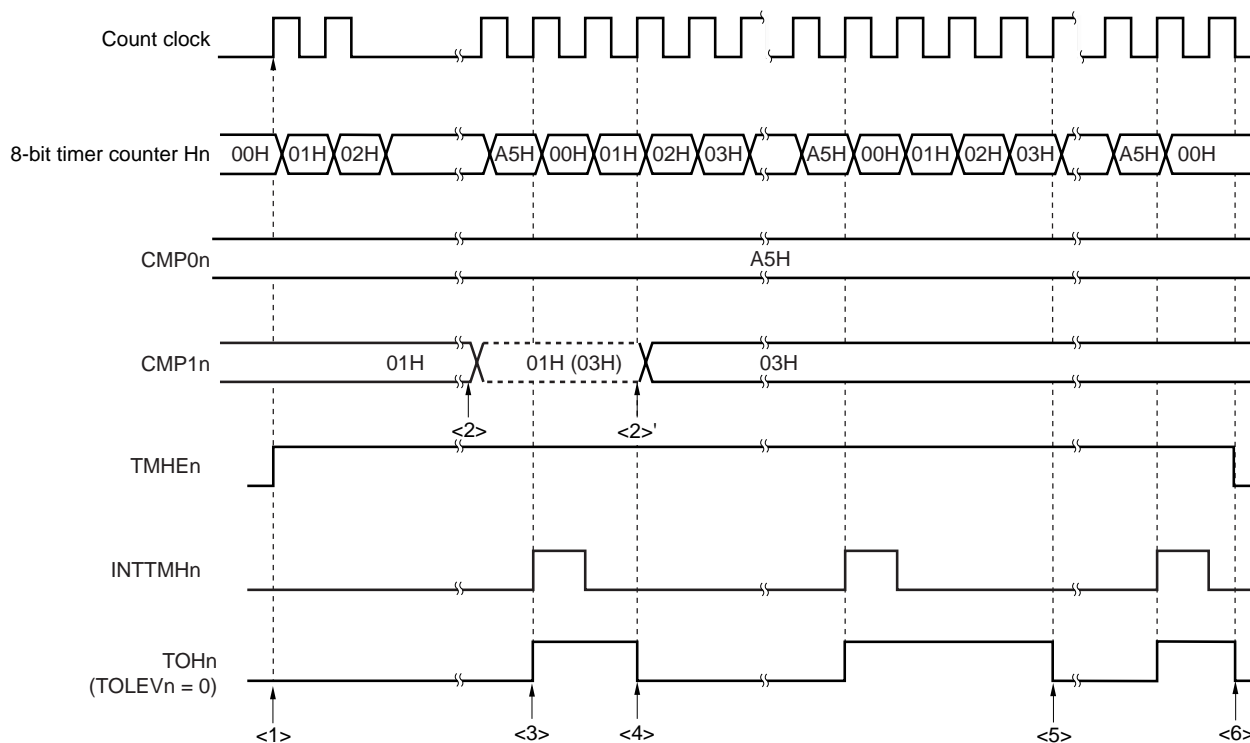 Count clock
8-bit timer counter Hn
00H 01H 02H A5H 00H 01H 02H 03H A5H 00H 01H 02H 03H A5H 00H
CMP0n
A5H
CMP1n
01H 01H (03H) 03H
<2> <2>'
TMHEn
INTTMHn
TOHn
(TOLEVn = 0)
<1> <3> <4> <5> <6>